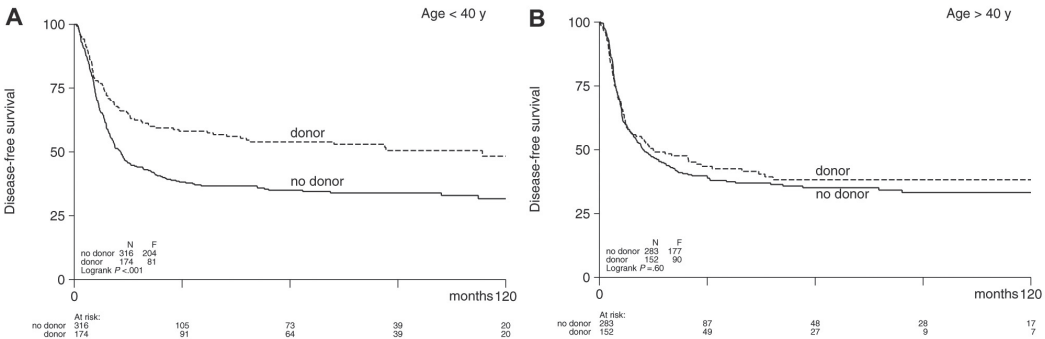 A
Age < 40 y
100
75
50
25
0
Disease-free survival
donor
no donor
N F
no donor 316 204
donor 174 81
Logrank P <.001
0 months 120
At risk:
no donor 316 105 73 39 20
donor 174 91 64 39 20
B
Age > 40 y
100
75
50
25
0
Disease-free survival
donor
no donor
N F
no donor 283 177
donor 152 90
Logrank P =.60
0 months 120
At risk:
no donor 283 87 48 28 17
donor 152 49 27 9 7